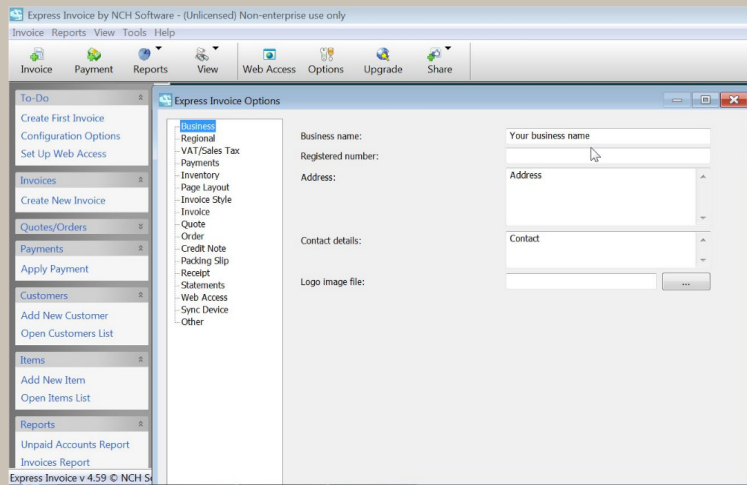 Express Invoice by NCH Software - (Unlicensed) Non-enterprise use only
Invoice Reports View Tools Help
Invoice Payment Reports View Web Access Options Upgrade Share
To-Do
Create First Invoice
Configuration Options
Set Up Web Access
Invoices
Create New Invoice
Quotes/Orders
Payments
Apply Payment
Customers
Add New Customer
Open Customers List
Items
Add New Item
Open Items List
Reports
Unpaid Accounts Report
Invoices Report
Express Invoice v 4.59 © NCH
Express Invoice Options
Business
Regional
VAT/Sales Tax
Payments
Inventory
Page Layout
Invoice Style
Invoice
Quote
Order
Credit Note
Packing Slip
Receipt
Statements
Web Access
Sync Device
Other
Business name: Your business name
Registered number:
Address: Address
Contact details: Contact
Logo image file: ...